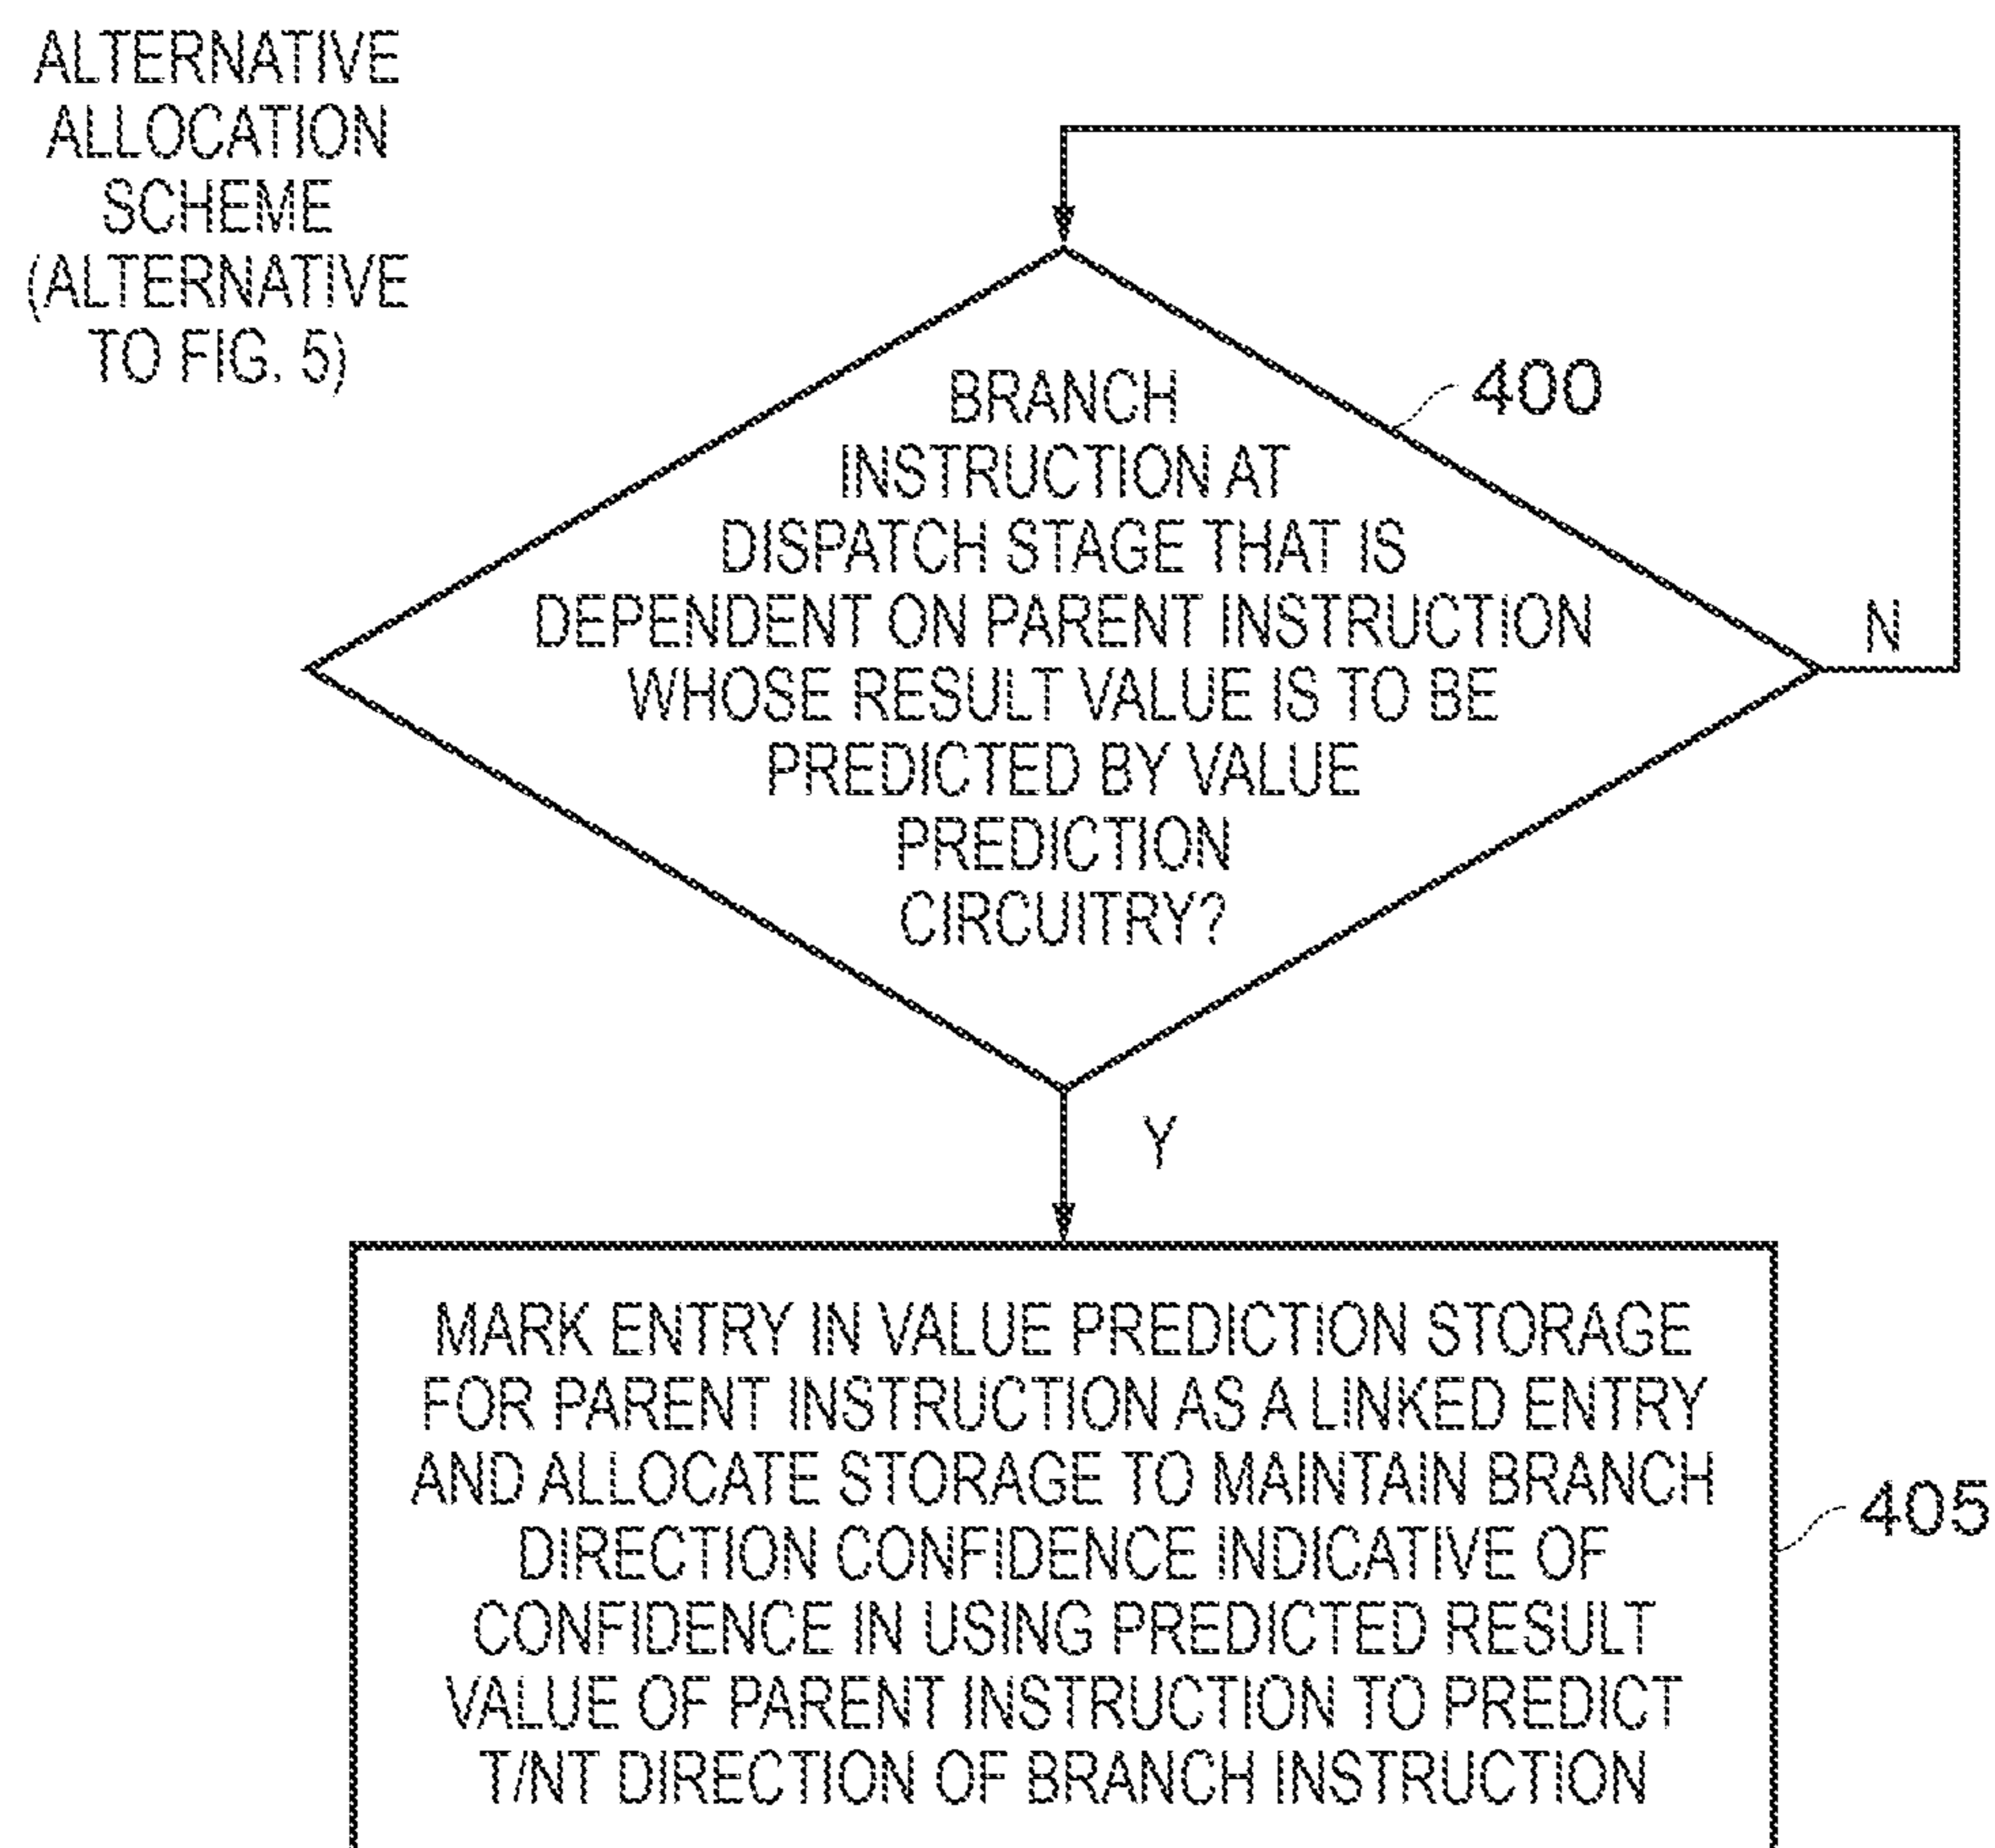 ALTERNATIVE
ALLOCATION
SCHEME
(ALTERNATIVE
TO FIG. 5)
BRANCH
INSTRUCTION AT
DISPATCH STAGE THAT IS
DEPENDENT ON PARENT INSTRUCTION
WHOSE RESULT VALUE IS TO BE
PREDICTED BY VALUE
PREDICTION
CIRCUITRY?
400
N
Y
MARK ENTRY IN VALUE PREDICTION STORAGE
FOR PARENT INSTRUCTION AS A LINKED ENTRY
AND ALLOCATE STORAGE TO MAINTAIN BRANCH
DIRECTION CONFIDENCE INDICATIVE OF
CONFIDENCE IN USING PREDICTED RESULT
VALUE OF PARENT INSTRUCTION TO PREDICT
T/NT DIRECTION OF BRANCH INSTRUCTION
405